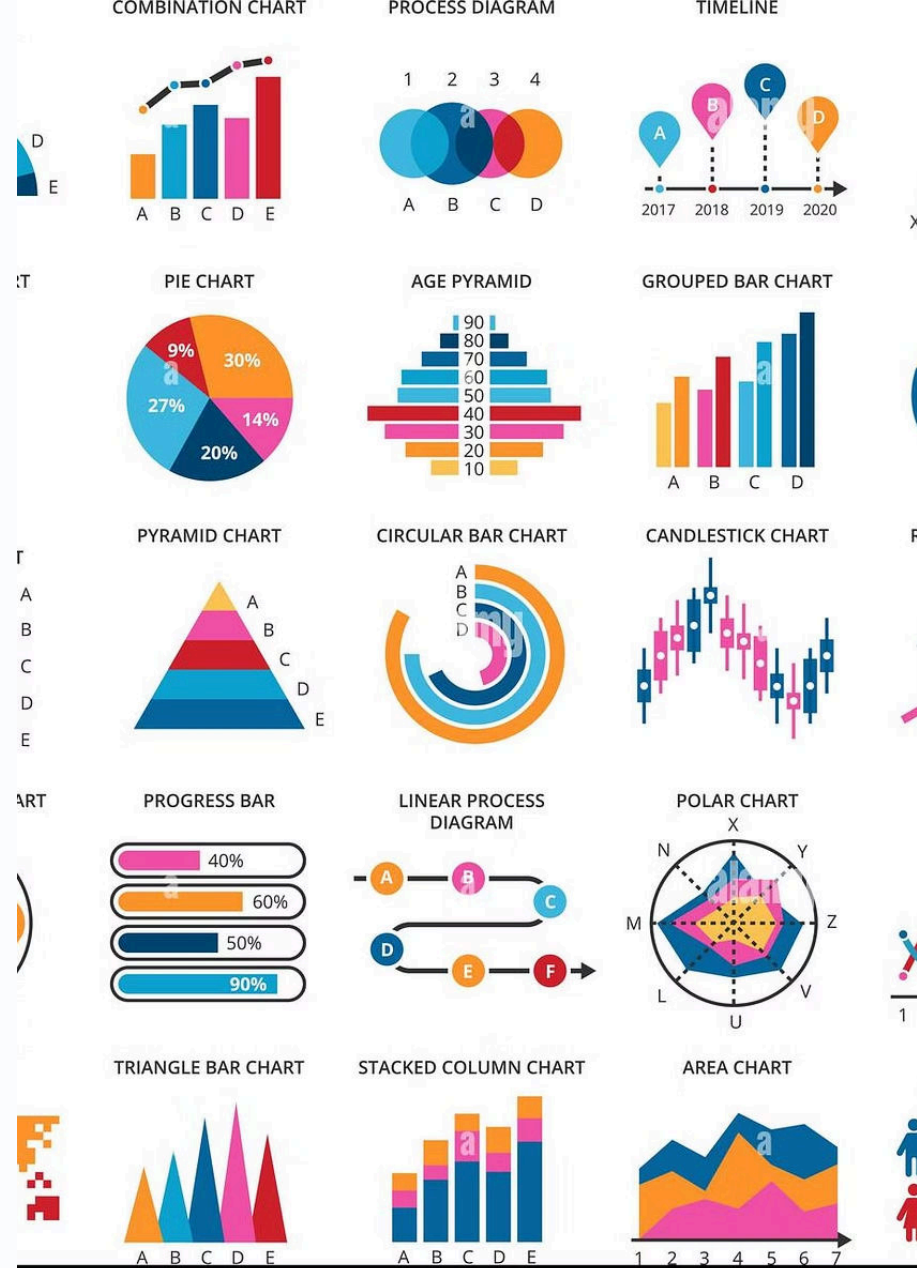 COMBINATION CHART
A B C D E
PROCESS DIAGRAM
1 2 3 4
A B C D
TIMELINE
A
B
C
D
2017 2018 2019 2020
D
E
X
RT
PIE CHART
9%
30%
27%
14%
20%
AGE PYRAMID
90
80
70
60
50
40
30
20
10
GROUPED BAR CHART
A B C D
T
A
B
C
D
E
PYRAMID CHART
A
B
C
D
E
CIRCULAR BAR CHART
A
B
C
D
CANDLESTICK CHART
R
ART
PROGRESS BAR
40%
60%
50%
90%
LINEAR PROCESS
DIAGRAM
A
B
C
D
E
F
POLAR CHART
X
N
Y
M
Z
L
V
U
1
TRIANGLE BAR CHART
A B C D E
STACKED COLUMN CHART
A B C D E
AREA CHART
1 2 3 4 5 6 7